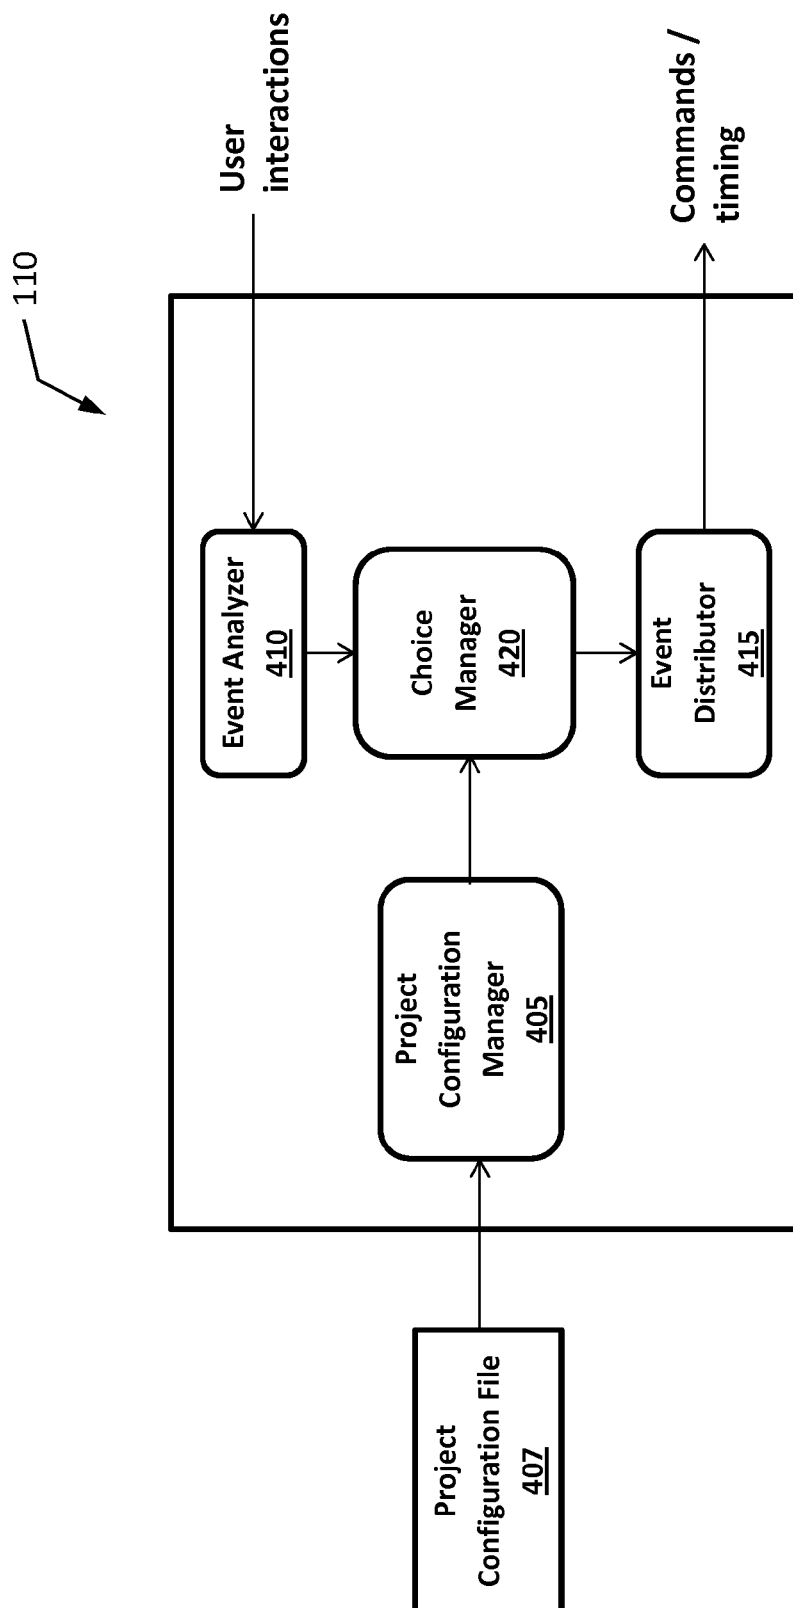 110
User
interactions
Event Analyzer
410
Project
Configuration File
407
Project
Configuration
Manager
405
Choice
Manager
420
Event
Distributor
415
Commands /
timing